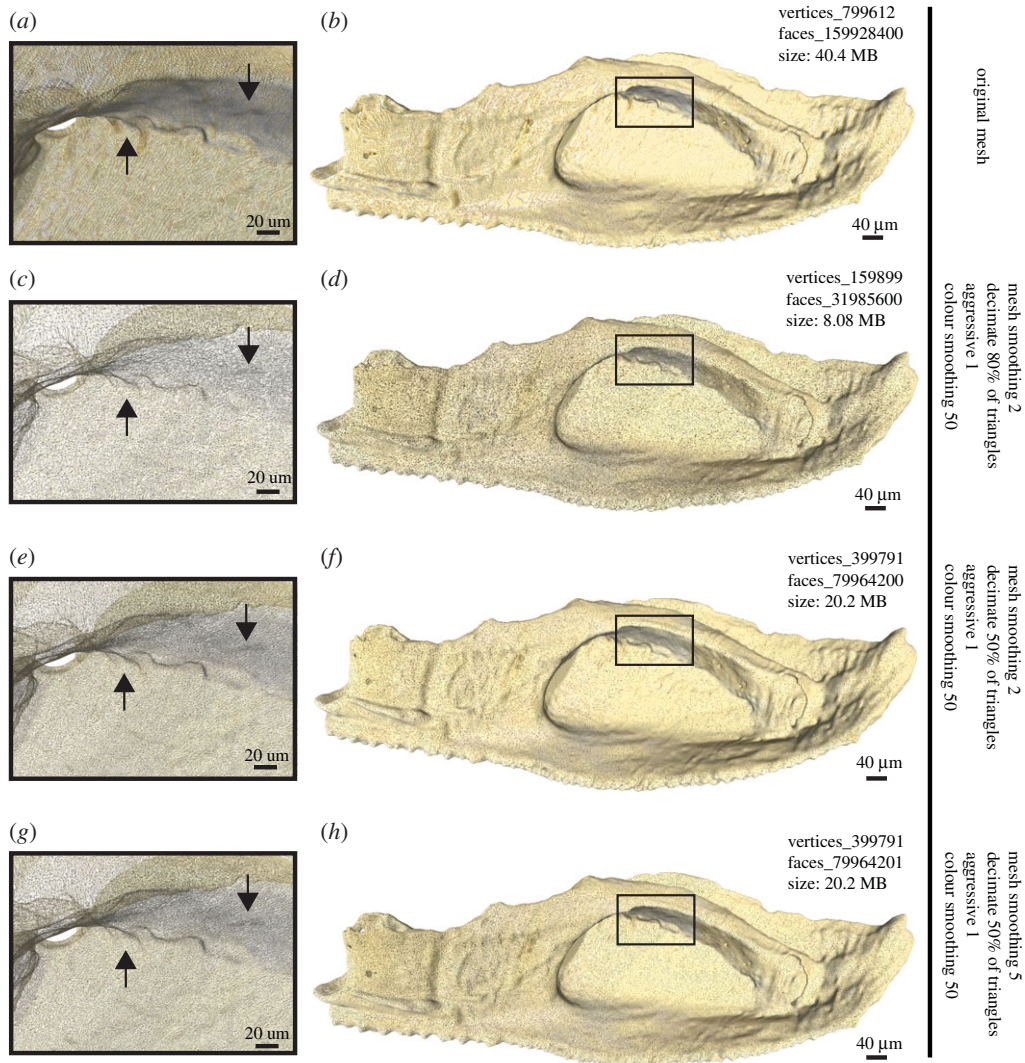 (a)
20 um
(b)
vertices_799612
faces_159928400
size: 40.4 MB
40 µm
original mesh
(c)
20 um
(d)
vertices_159899
faces_31985600
size: 8.08 MB
40 µm
mesh smoothing 2
decimate 80% of triangles
aggressive 1
colour smoothing 50
(e)
20 um
(f)
vertices_399791
faces_79964200
size: 20.2 MB
40 µm
mesh smoothing 2
decimate 50% of triangles
aggressive 1
colour smoothing 50
(g)
20 um
(h)
vertices_399791
faces_79964201
size: 20.2 MB
40 µm
mesh smoothing 5
decimate 50% of triangles
aggressive 1
colour smoothing 50